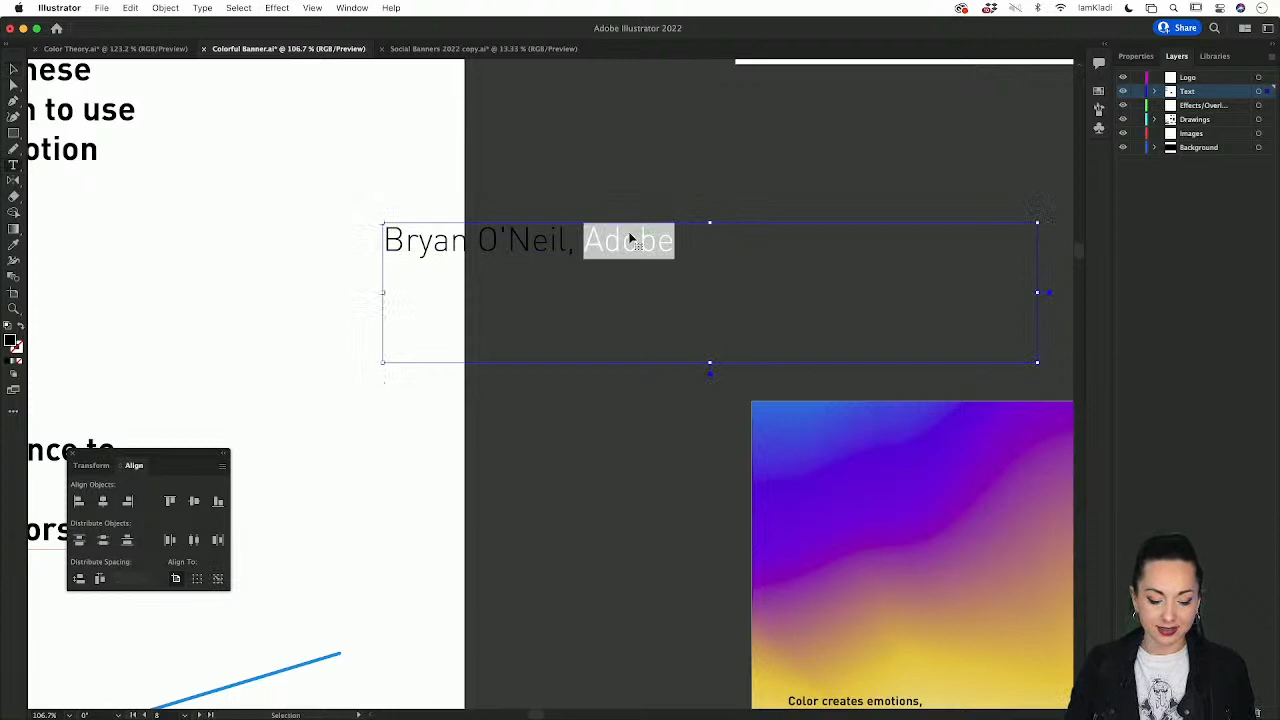 Illustrator File Edit Object Type Select Effect View Window Help IamKladi
Adobe Illustrator 2022
Share
Color Theory.ai* @ 123.2 % (RGB/Preview) Colorful Banner.ai* @ 106.7 % (RGB/Preview) Social Banners 2022 copy.ai* @ 13.33 % (RGB/Preview)
Properties Layers Libraries
hese
n to use
otion
Logo
Text
Effects/Overl...
Drawings
Images
Background
Bryan O'Neil, Adobe
nce to
ors
Transform Align
Align Objects:
Distribute Objects:
Distribute Spacing: Align To:
Color creates emotions,
106.7% 0° 8 Selection